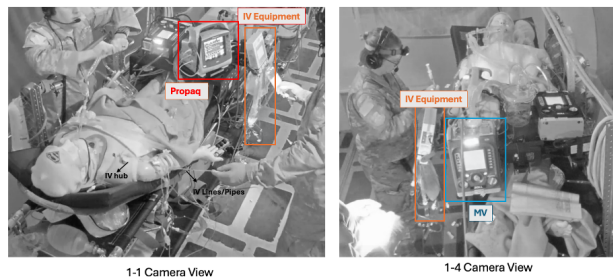 IV Equipment
Propaq
IV hub
IV Lines/Pipes
1-1 Camera View
IV Equipment
MV
1-4 Camera View